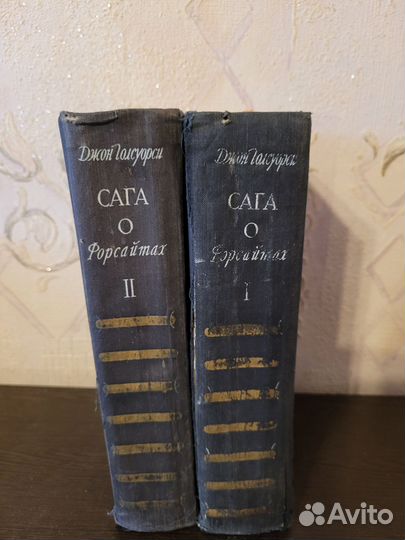 Джон Голсуорси
САГА
О
Форсайтах
II
Джон Голсуорси
САГА
О
Форсайтах
I
Avito